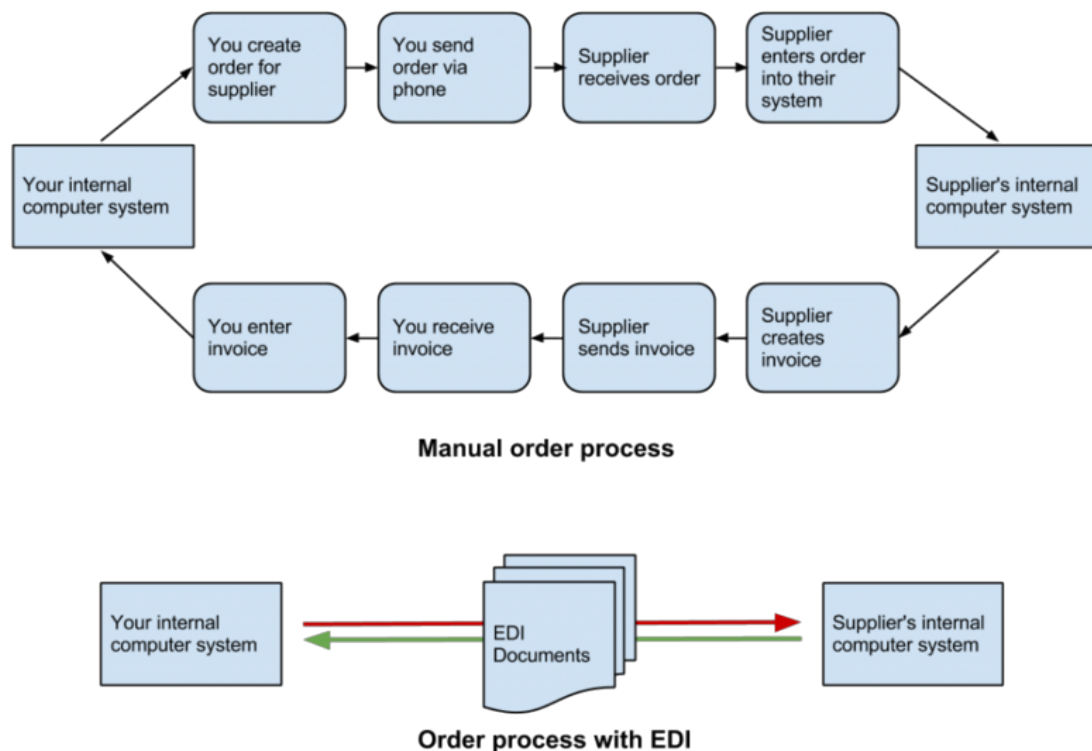 You create
order for
supplier
You send
order via
phone
Supplier
receives order
Supplier
enters order
into their
system
Your internal
computer system
Supplier's internal
computer system
You enter
invoice
You receive
invoice
Supplier
sends invoice
Supplier
creates
invoice
Manual order process
Your internal
computer system
EDI
Documents
Supplier's internal
computer system
Order process with EDI